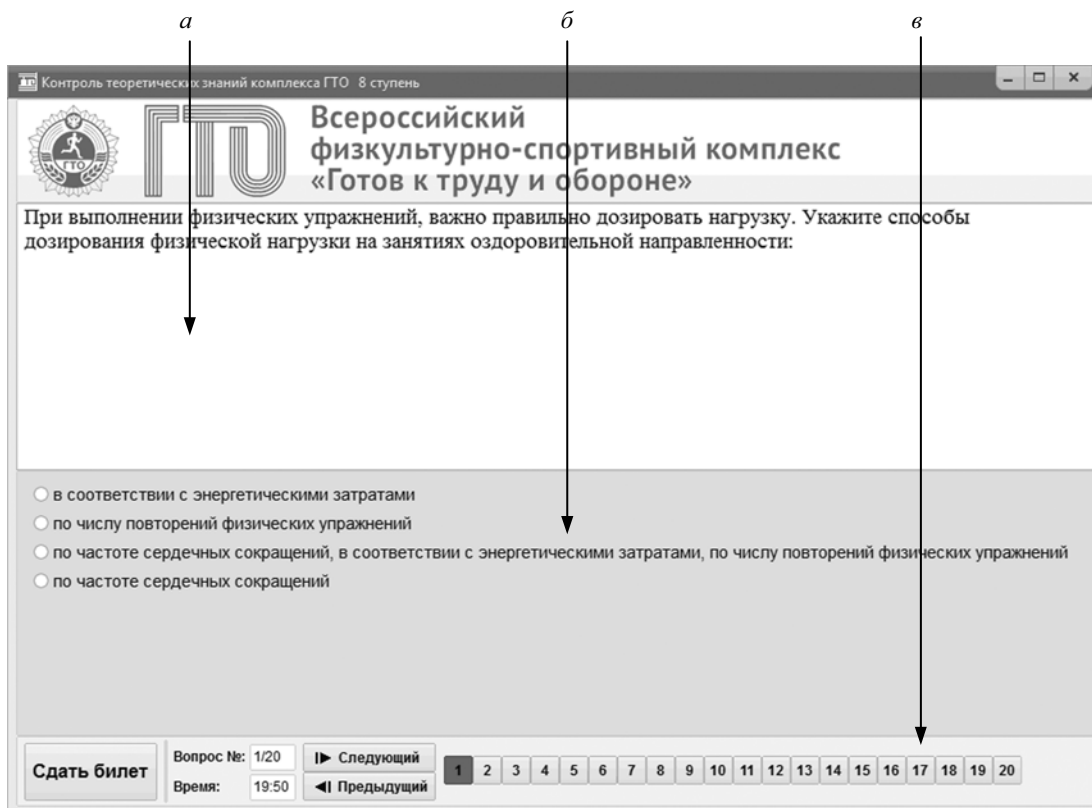 а б в
Контроль теоретических знаний комплекса ГТО 8 ступень
ГТО
ГТО
Всероссийский
физкультурно-спортивный комплекс
«Готов к труду и обороне»
При выполнении физических упражнений, важно правильно дозировать нагрузку. Укажите способы
дозирования физической нагрузки на занятиях оздоровительной направленности:
в соответствии с энергетическими затратами
по числу повторений физических упражнений
по частоте сердечных сокращений, в соответствии с энергетическими затратами, по числу повторений физических упражнений
по частоте сердечных сокращений
Сдать билет
Вопрос №: 1/20
Время: 19:50
Следующий
Предыдущий
1 2 3 4 5 6 7 8 9 10 11 12 13 14 15 16 17 18 19 20